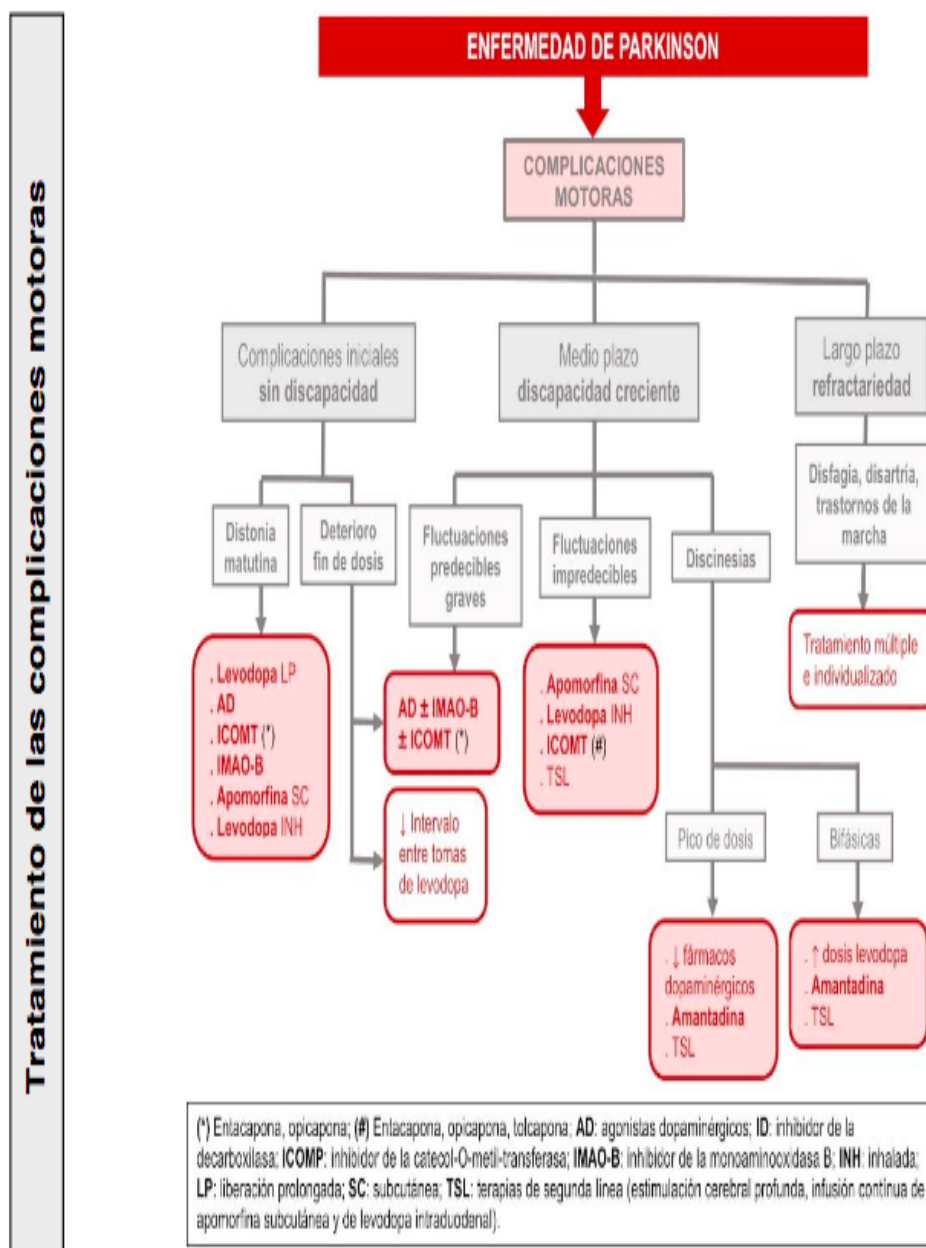 Tratamiento de las complicaciones motoras
ENFERMEDAD DE PARKINSON
COMPLICACIONES
MOTORAS
Complicaciones iniciales
sin discapacidad
Medio plazo
discapacidad creciente
Largo plazo
refractariedad
Distonia
matutina
Deterioro
fin de dosis
Fluctuaciones
predecibles
graves
Fluctuaciones
impredecibles
Discinesias
Disfagia, disartria,
trastornos de la
marcha
. Levodopa LP
. AD
. ICOMT (*)
. IMAO-B
. Apomorfina SC
. Levodopa INH
AD ± IMAO-B
± ICOMT (*)
↓ Intervalo
entre tomas
de levodopa
. Apomorfina SC
. Levodopa INH
. ICOMT (#)
. TSL
Tratamiento múltiple
e individualizado
Pico de dosis
Bifásicas
. ↓ fármacos
dopaminérgicos
. Amantadina
. TSL
. ↑ dosis levodopa
. Amantadina
. TSL
(*) Entacapona, opicapona; (#) Entacapona, opicapona, tolcapona; AD: agonistas dopaminérgicos; ID: inhibidor de la
decarboxilasa; ICOMP: inhibidor de la catecol-O-metil-transferasa; IMAO-B: inhibidor de la monoaminooxidasa B; INH: inhalada;
LP: liberación prolongada; SC: subcutánea; TSL: terapias de segunda línea (estimulación cerebral profunda, infusión continua de
apomorfina subcutánea y de levodopa intraduodenal).